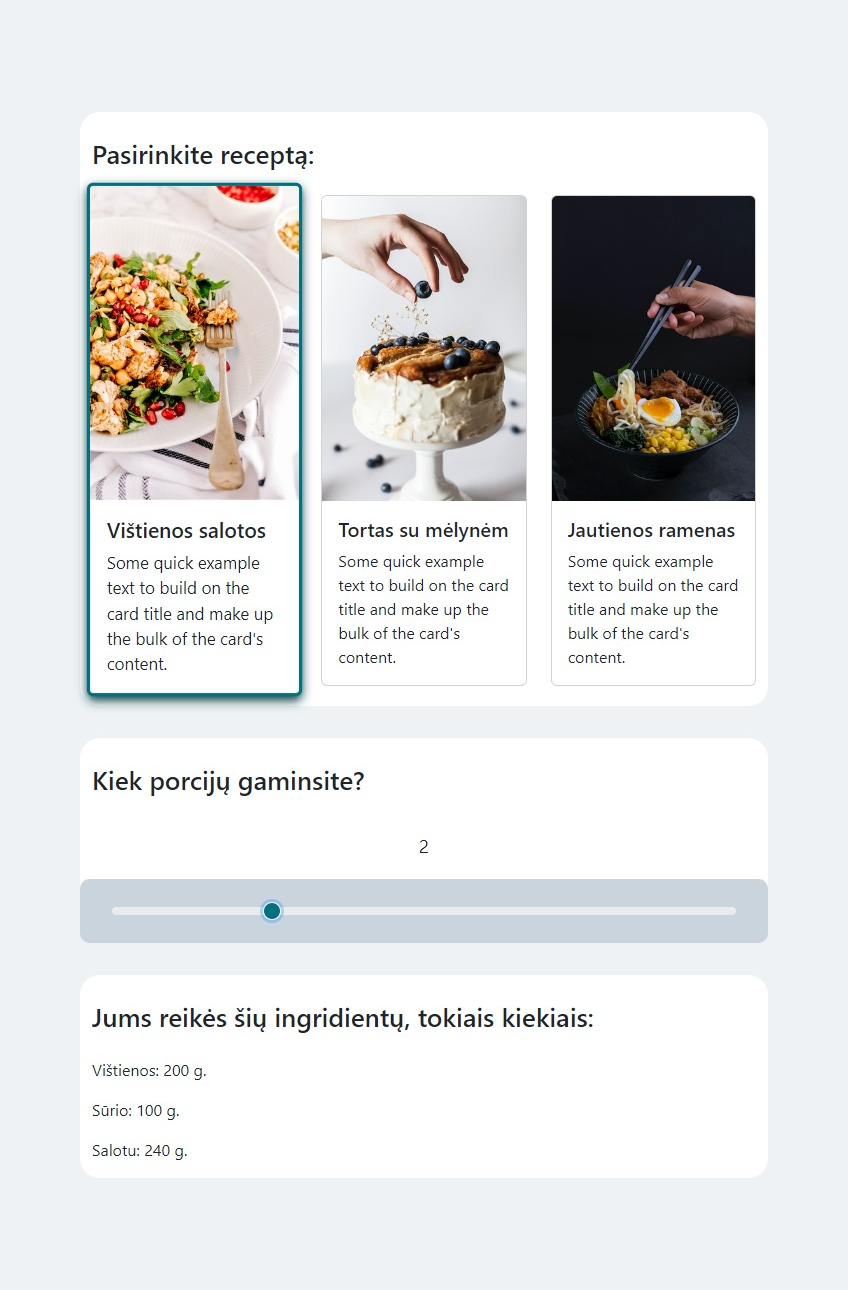 Pasirinkite receptą:
Vištienos salotos
Some quick example
text to build on the
card title and make up
the bulk of the card's
content.
Tortas su mėlynėm
Some quick example
text to build on the card
title and make up the
bulk of the card's
content.
Jautienos ramenas
Some quick example
text to build on the card
title and make up the
bulk of the card's
content.
Kiek porcijų gaminsite?
2
Jums reikės šių ingridientų, tokiais kiekiais:
Vištienos: 200 g.
Sūrio: 100 g.
Salotu: 240 g.